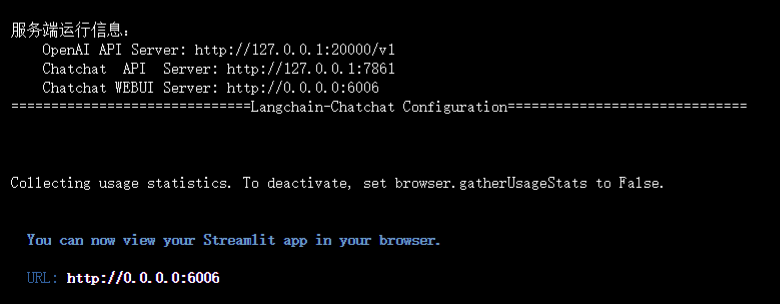 服务端运行信息：
OpenAI API Server: http://127.0.0.1:20000/v1
Chatchat  API  Server: http://127.0.0.1:7861
Chatchat WEBUI Server: http://0.0.0.0:6006
==============================Langchain-Chatchat Configuration==============================
Collecting usage statistics. To deactivate, set browser.gatherUsageStats to False.
You can now view your Streamlit app in your browser.
URL: http://0.0.0.0:6006